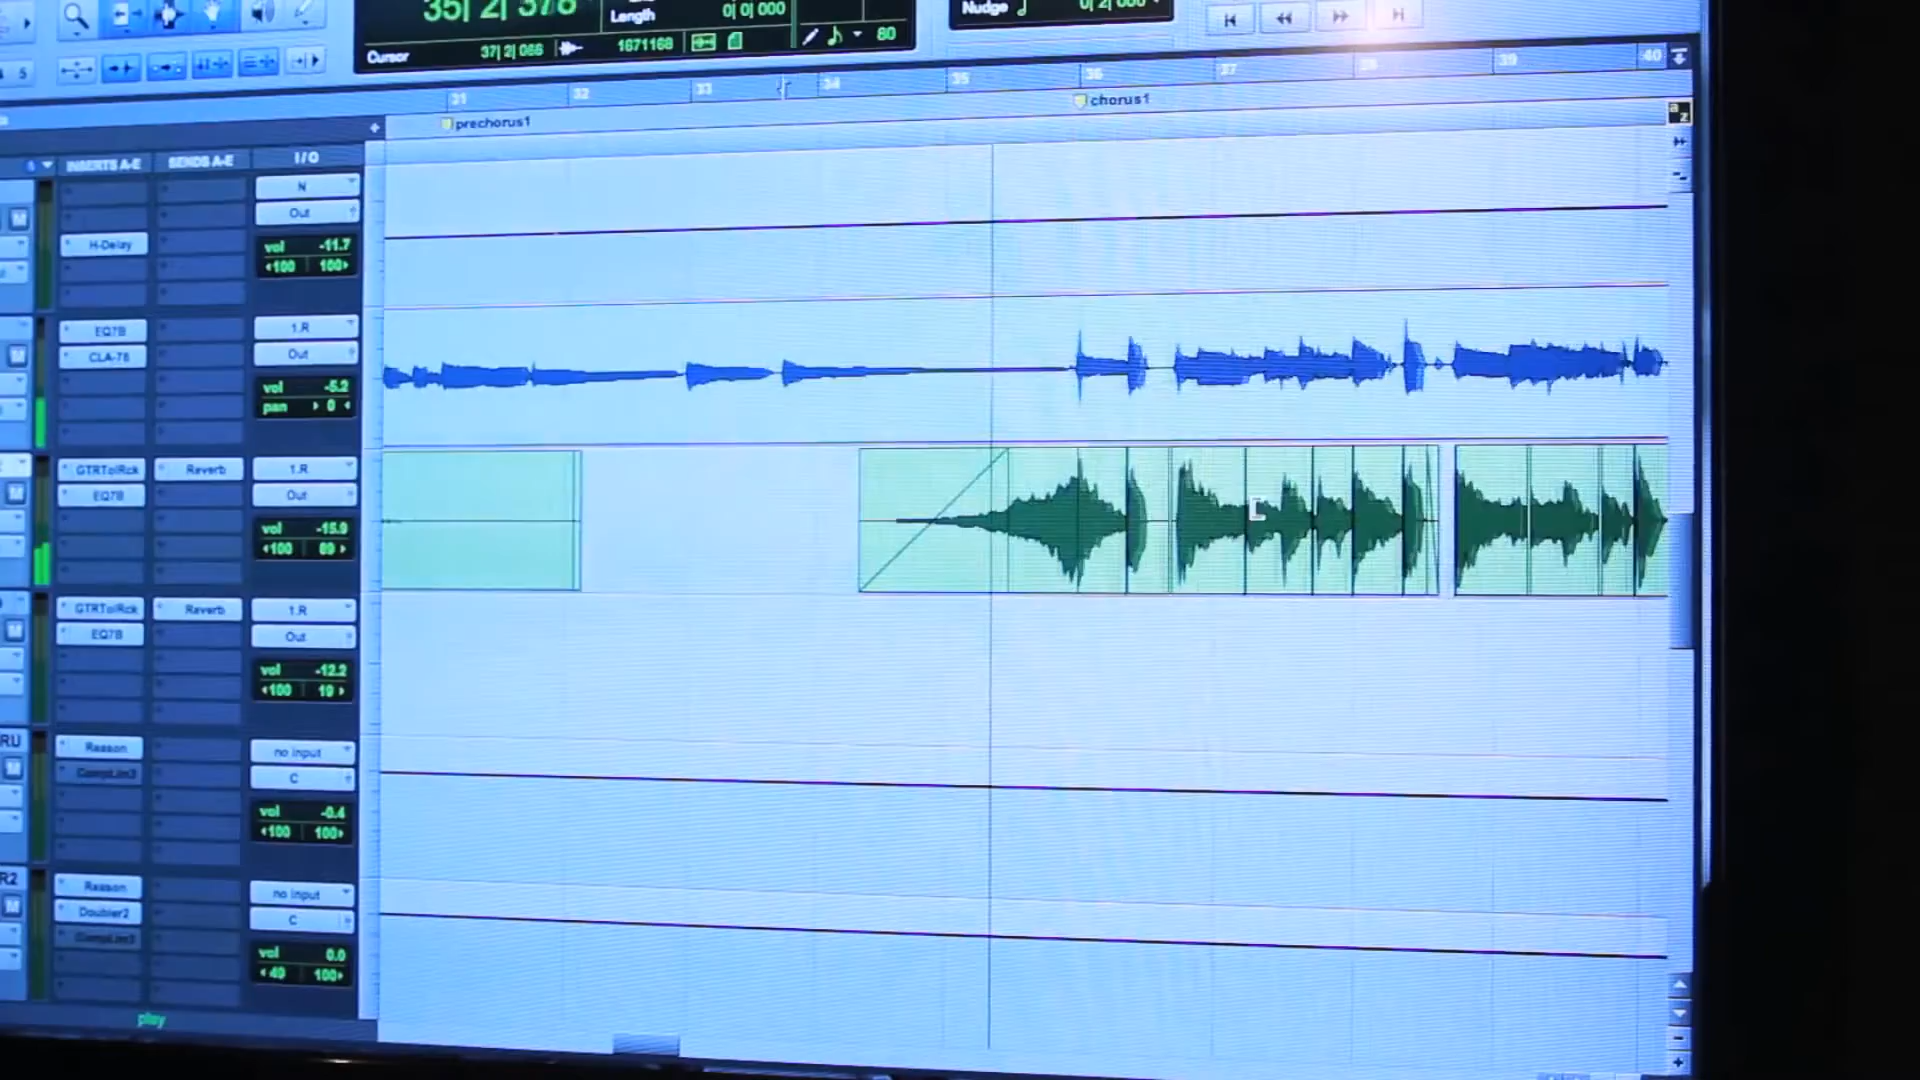 35| 2| 378
Length 0| 0| 000
Nudge 0| 2| 000
Cursor 37| 2| 066 1671168 80
5
31 32 33 34 35 36 37 38 39 40
prechorus1 chorus1
a z
INSERTS A-E SENDS A-E I/O
N
M Out
H-Delay vol -11.7
100 100
EQ7B 1.R
M CLA-76 Out
vol -5.2
pan 0
GTRTolRck Reverb 1.R
M EQ7B Out
vol -15.9
100 89
GTRTolRck Reverb 1.R
M EQ7B Out
vol -12.2
100 19
RU Reason no input
M CompLim3 C
vol -0.4
100 100
R2 Reason no input
M Doubler2 C
CompLim3
vol 0.0
40 100
play